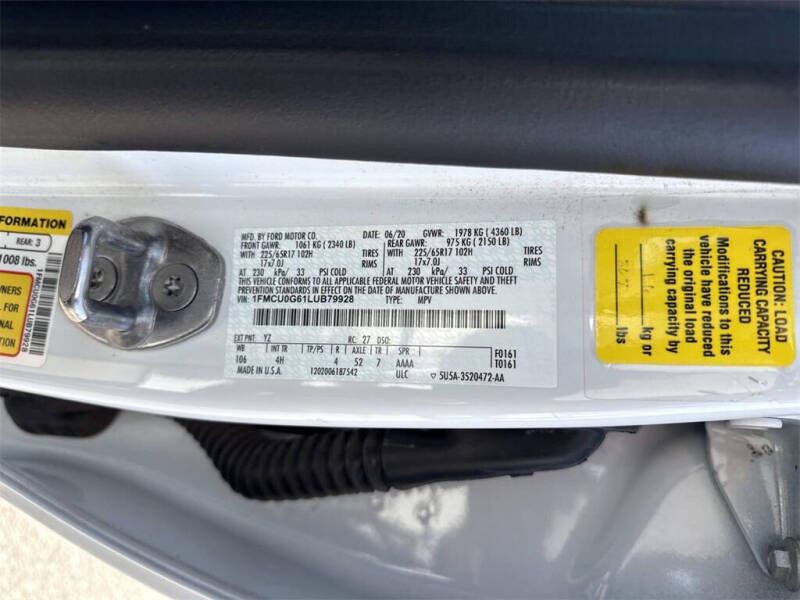 FORMATION
REAR: 3
1008 lbs.
WNERS
FOR
ONAL
MFD. BY FORD MOTOR CO. DATE: 06/20 GVWR: 1978 KG ( 4360 LB)
FRONT GAWR: 1061 KG ( 2340 LB) REAR GAWR: 975 KG ( 2150 LB)
WITH 225/65R17 102H TIRES WITH 225/65R17 102H TIRES
17x7.0J RIMS 17x7.0J RIMS
AT 230 kPa/ 33 PSI COLD AT 230 kPa/ 33 PSI COLD
THIS VEHICLE CONFORMS TO ALL APPLICABLE FEDERAL MOTOR VEHICLE SAFETY AND THEFT
PREVENTION STANDARDS IN EFFECT ON THE DATE OF MANUFACTURE SHOWN ABOVE.
VIN: 1FMCU0G61LUB79928 TYPE: MPV
EXT PNT: YZ RC: 27 DSO:
WB INT TR TP/PS R AXLE TR SPR F0161
106 4H 4 52 7 AAAA T0161
MADE IN U.S.A. 1202006187542 ULC 5U5A-3520472-AA
CAUTION: LOAD
CARRYING CAPACITY
REDUCED
Modifications to this
vehicle have reduced
the original load
carrying capacity by
kg or
lbs